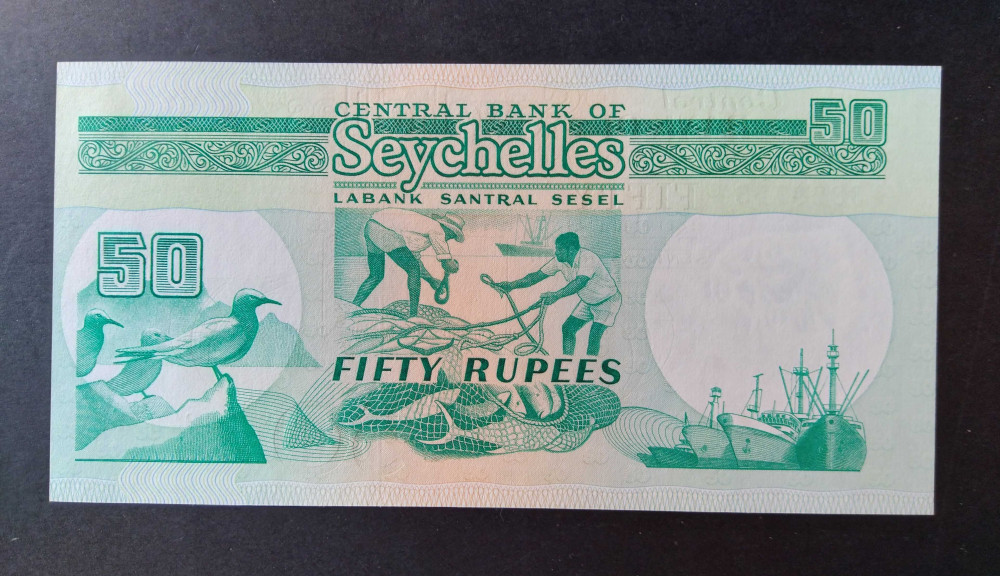 CENTRAL BANK OF
Seychelles
LABANK SANTRAL SESEL
50
50
FIFTY RUPEES